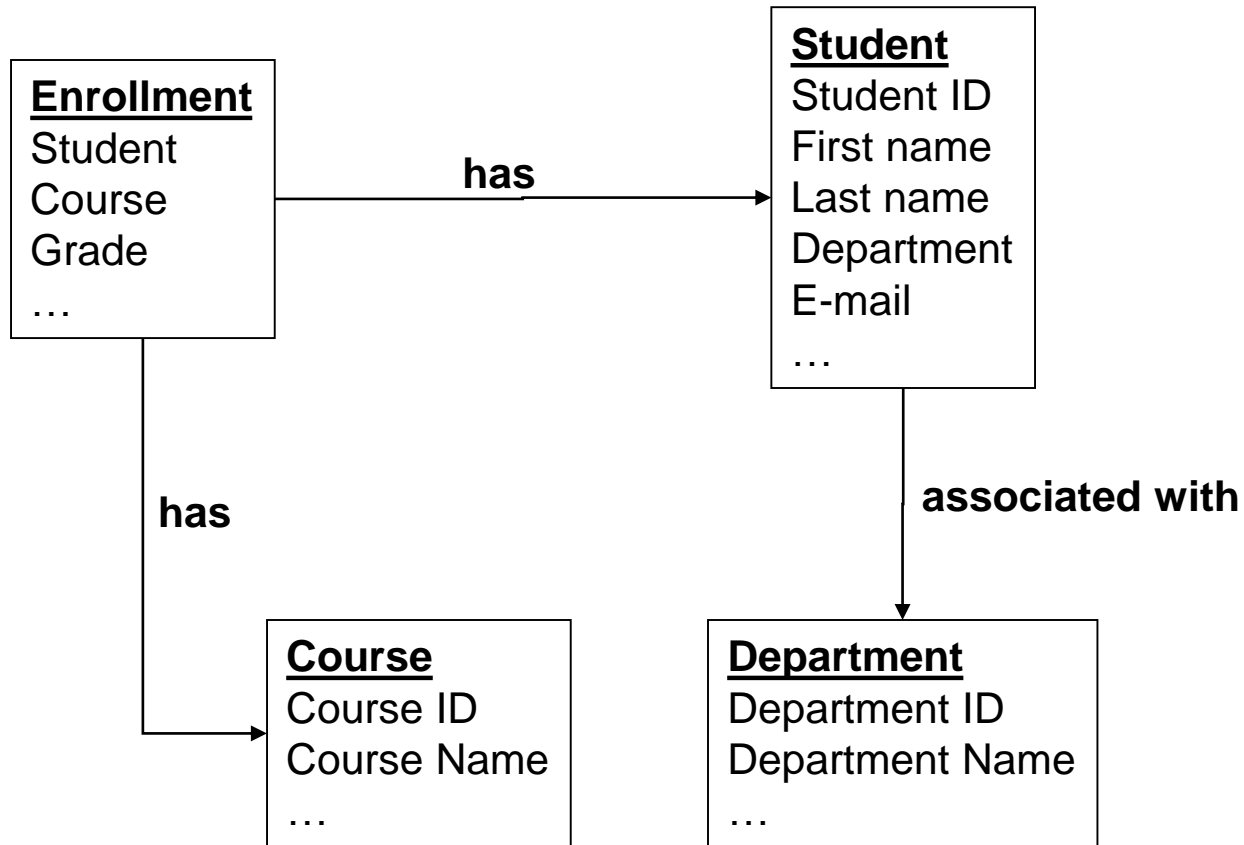 Enrollment
Student
Course
Grade
…
has
Student
Student ID
First name
Last name
Department
E-mail
…
has
associated with
Course
Course ID
Course Name
…
Department
Department ID
Department Name
…